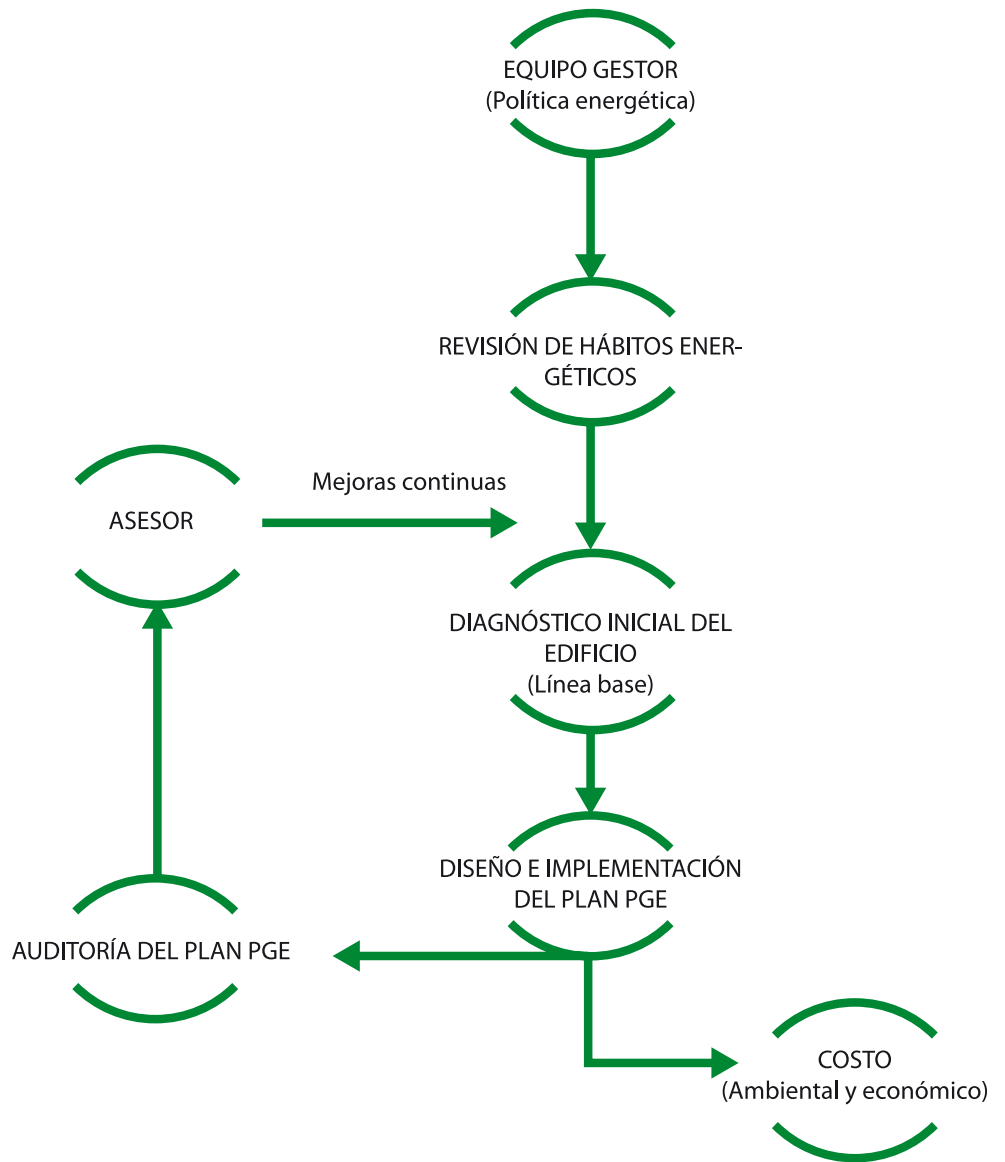 EQUIPO GESTOR
(Política energética)
REVISIÓN DE HÁBITOS ENER-
GÉTICOS
Mejoras continuas
ASESOR
DIAGNÓSTICO INICIAL DEL
EDIFICIO
(Línea base)
DISEÑO E IMPLEMENTACIÓN
DEL PLAN PGE
AUDITORÍA DEL PLAN PGE
COSTO
(Ambiental y económico)